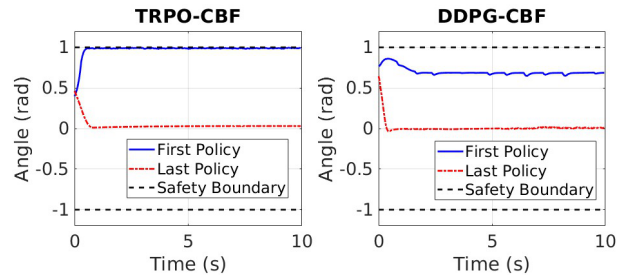 TRPO-CBF
Angle (rad)
1
0.5
0
-0.5
-1
First Policy
Last Policy
Safety Boundary
0
5
10
Time (s)
DDPG-CBF
Angle (rad)
1
0.5
0
-0.5
-1
First Policy
Last Policy
Safety Boundary
0
5
10
Time (s)